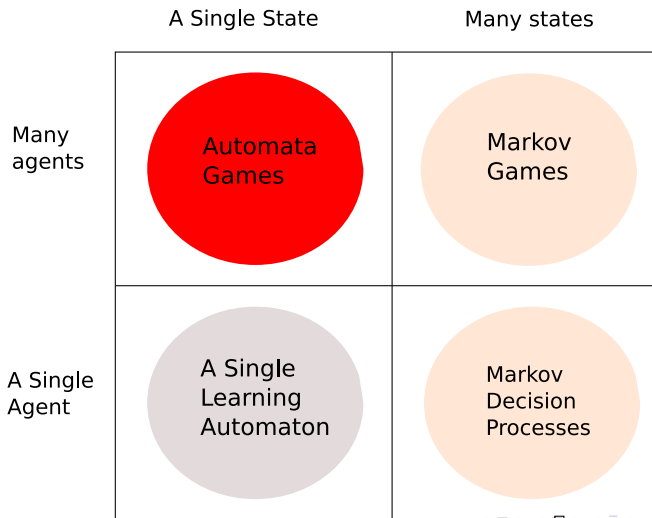 A Single State
Many states
Many
agents
Automata
Games
Markov
Games
A Single
Agent
A Single
Learning
Automaton
Markov
Decision
Processes